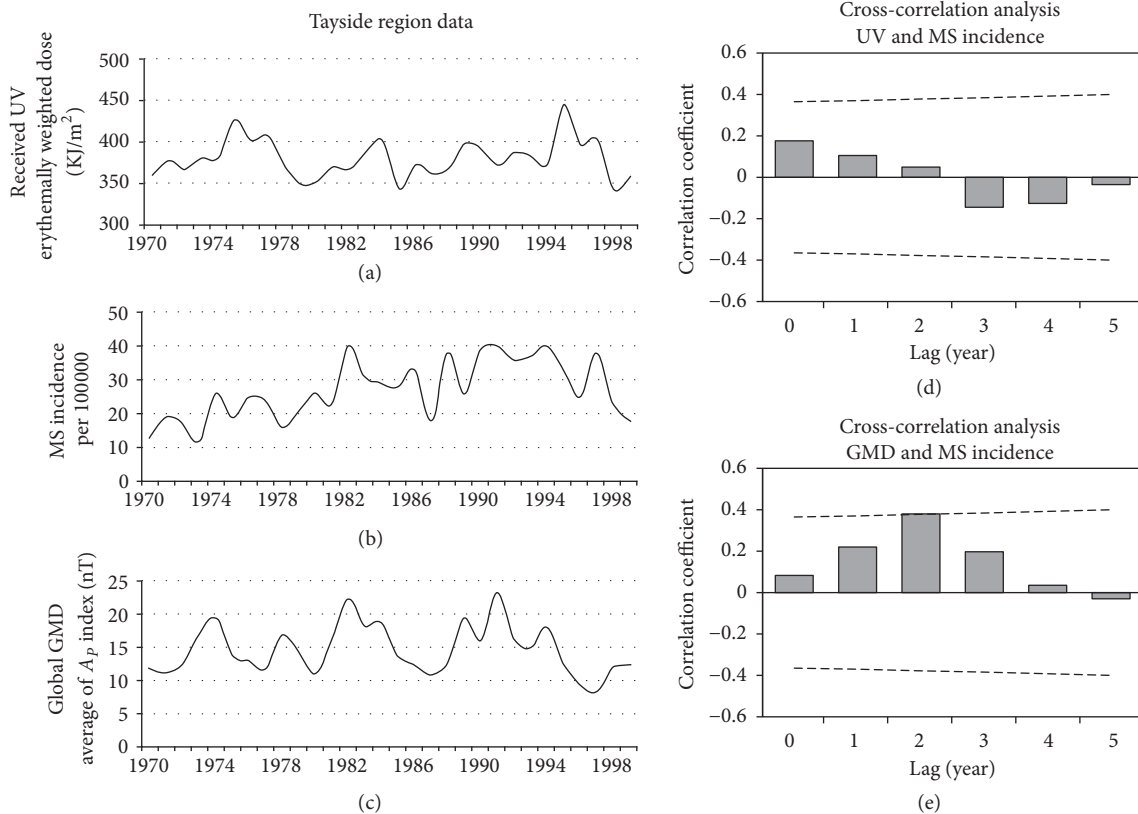 Tayside region data
Received UV
erythemally weighted dose
(KJ/m²)
500
450
400
350
300
1970 1974 1978 1982 1986 1990 1994 1998
(a)
MS incidence
per 100000
50
40
30
20
10
0
1970 1974 1978 1982 1986 1990 1994 1998
(b)
Global GMD
average of Aₚ index (nT)
25
20
15
10
5
0
1970 1974 1978 1982 1986 1990 1994 1998
(c)
Cross-correlation analysis
UV and MS incidence
Correlation coefficient
0.6
0.4
0.2
0
−0.2
−0.4
−0.6
0 1 2 3 4 5
Lag (year)
(d)
Cross-correlation analysis
GMD and MS incidence
Correlation coefficient
0.6
0.4
0.2
0
−0.2
−0.4
−0.6
0 1 2 3 4 5
Lag (year)
(e)